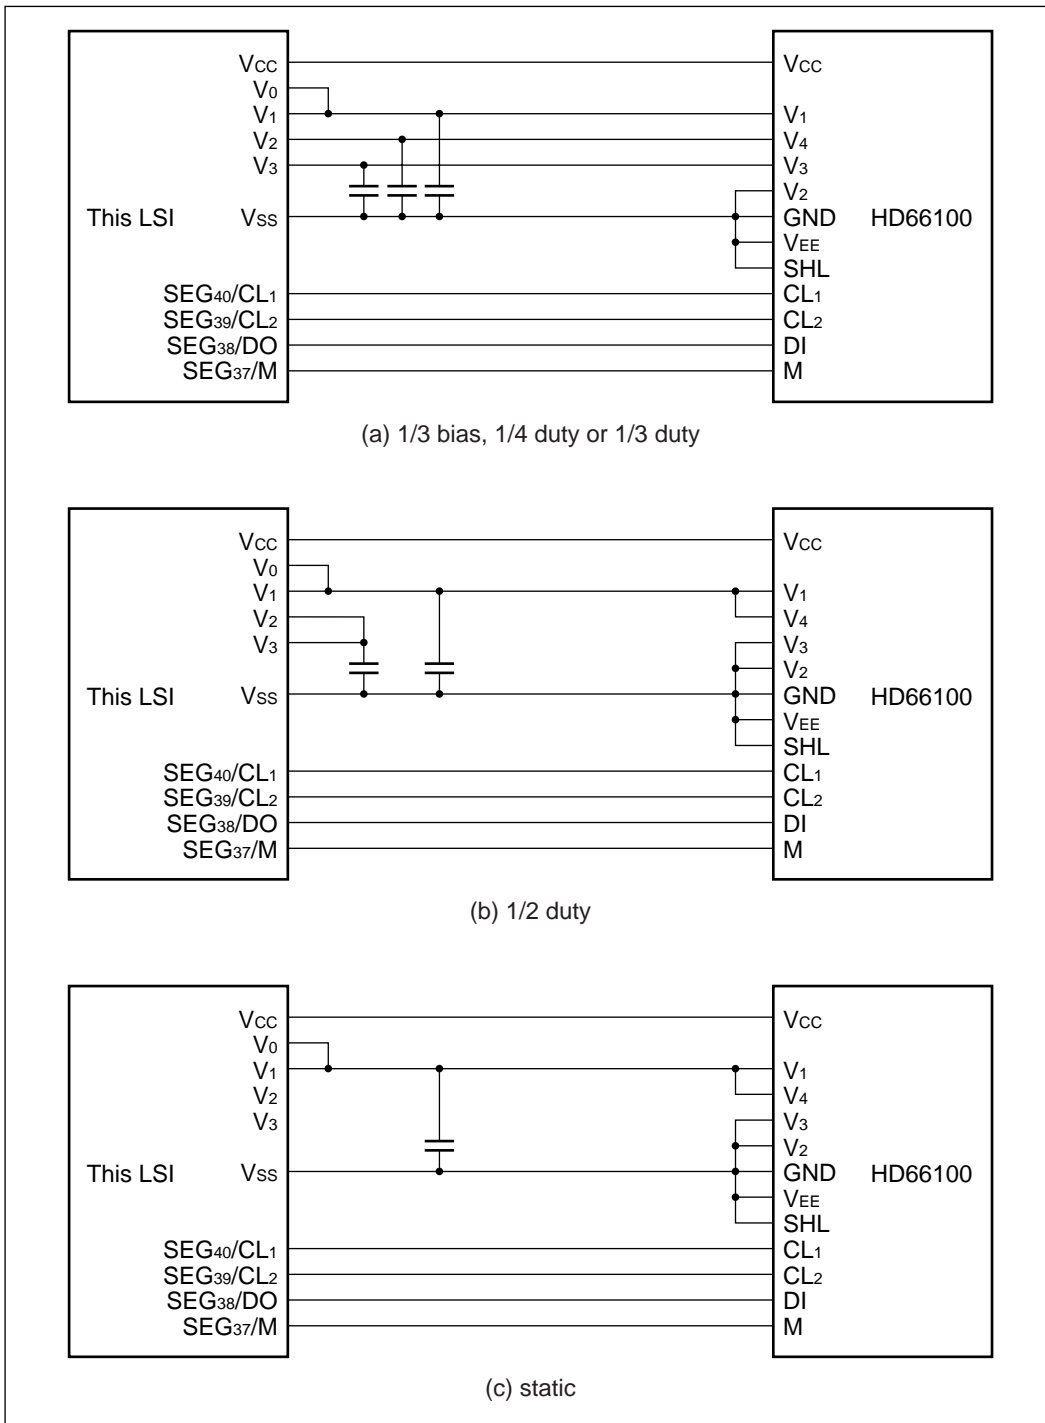 VCC
V0
V1
V2
V3
This LSI
VSS
SEG40/CL1
SEG39/CL2
SEG38/DO
SEG37/M
VCC
V1
V4
V3
V2
GND
HD66100
VEE
SHL
CL1
CL2
DI
M
(a) 1/3 bias, 1/4 duty or 1/3 duty
VCC
V0
V1
V2
V3
This LSI
VSS
SEG40/CL1
SEG39/CL2
SEG38/DO
SEG37/M
VCC
V1
V4
V3
V2
GND
HD66100
VEE
SHL
CL1
CL2
DI
M
(b) 1/2 duty
VCC
V0
V1
V2
V3
This LSI
VSS
SEG40/CL1
SEG39/CL2
SEG38/DO
SEG37/M
VCC
V1
V4
V3
V2
GND
HD66100
VEE
SHL
CL1
CL2
DI
M
(c) static